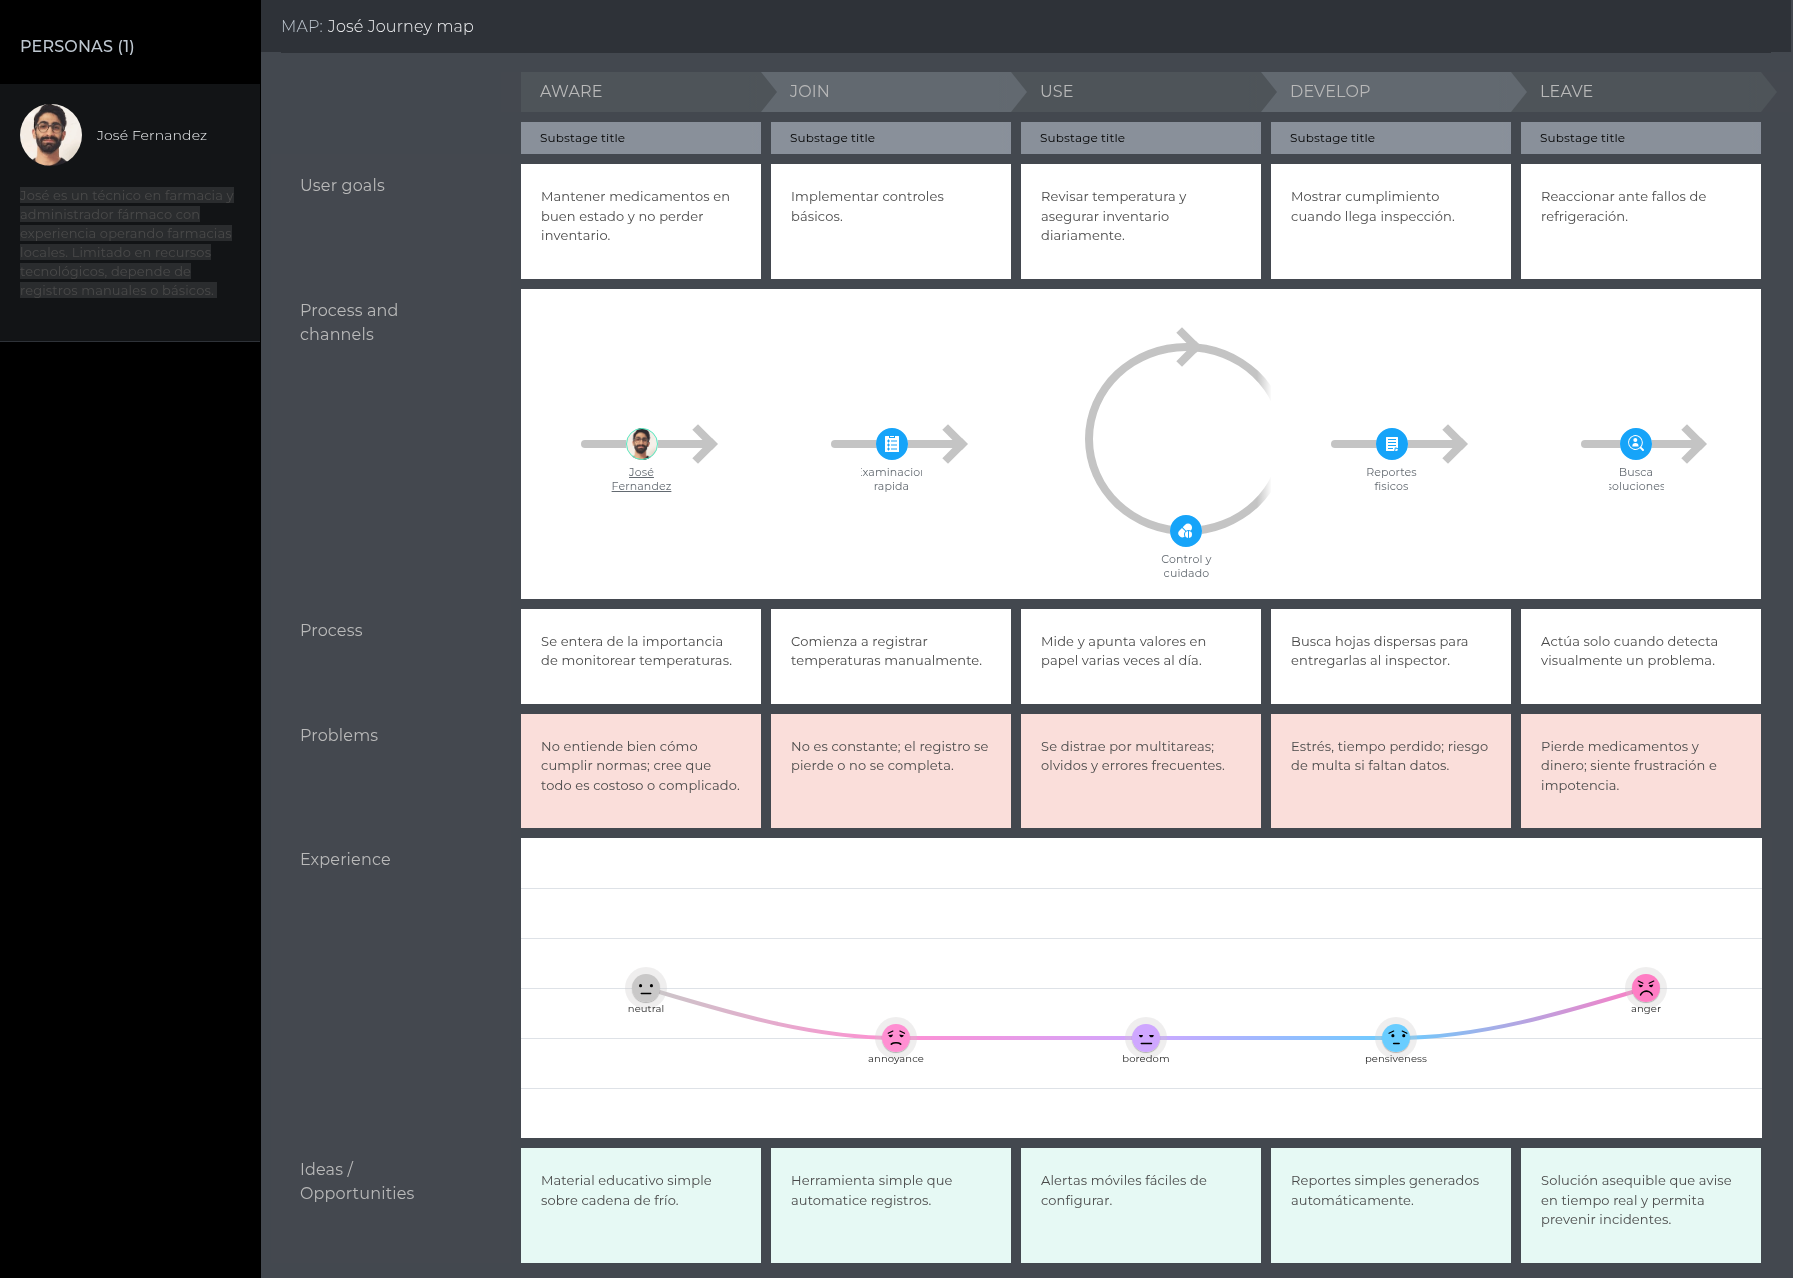 PERSONAS (1)
José Fernandez
José es un técnico en farmacia y
administrador fármaco con
experiencia operando farmacias
locales. Limitado en recursos
tecnológicos, depende de
registros manuales o básicos.
MAP: José Journey map
AWARE
JOIN
USE
DEVELOP
LEAVE
Substage title
Substage title
Substage title
Substage title
Substage title
User goals
Mantener medicamentos en
buen estado y no perder
inventario.
Implementar controles
básicos.
Revisar temperatura y
asegurar inventario
diariamente.
Mostrar cumplimiento
cuando llega inspección.
Reaccionar ante fallos de
refrigeración.
Process and
channels
José
Fernandez
xaminacion
rapida
Control y
cuidado
Reportes
fisicos
Busca
soluciones
Process
Se entera de la importancia
de monitorear temperaturas.
Comienza a registrar
temperaturas manualmente.
Mide y apunta valores en
papel varias veces al día.
Busca hojas dispersas para
entregarlas al inspector.
Actúa solo cuando detecta
visualmente un problema.
Problems
No entiende bien cómo
cumplir normas; cree que
todo es costoso o complicado.
No es constante; el registro se
pierde o no se completa.
Se distrae por multitareas;
olvidos y errores frecuentes.
Estrés, tiempo perdido; riesgo
de multa si faltan datos.
Pierde medicamentos y
dinero; siente frustración e
impotencia.
Experience
neutral
annoyance
boredom
pensiveness
anger
Ideas /
Opportunities
Material educativo simple
sobre cadena de frío.
Herramienta simple que
automatice registros.
Alertas móviles fáciles de
configurar.
Reportes simples generados
automáticamente.
Solución asequible que avise
en tiempo real y permita
prevenir incidentes.